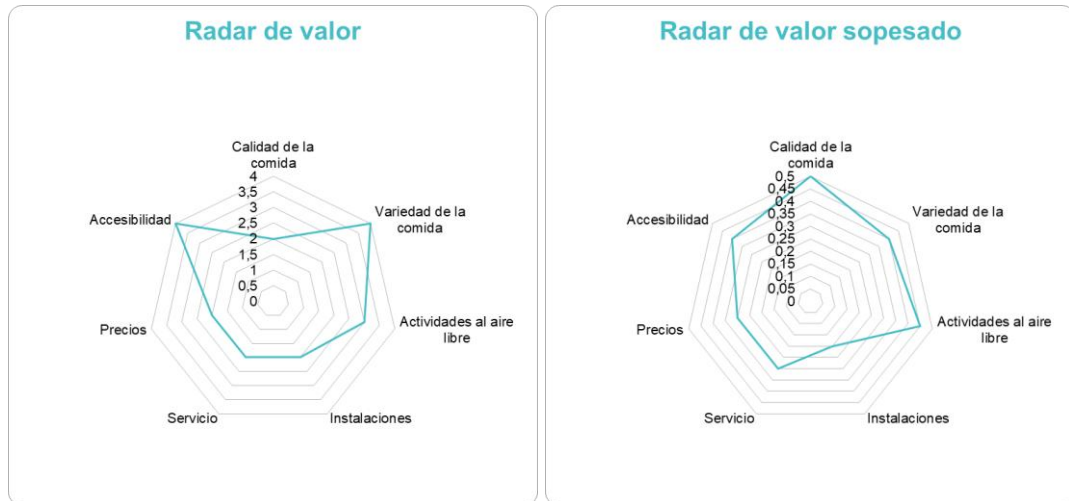 Radar de valor
Calidad de la
comida
4
3,5
3
2,5
2
1,5
1
0,5
0
Variedad de la
comida
Actividades al aire
libre
Instalaciones
Servicio
Precios
Accesibilidad
Radar de valor sopesado
Calidad de la
comida
0,5
0,45
0,4
0,35
0,3
0,25
0,2
0,15
0,1
0,05
0
Variedad de la
comida
Actividades al aire
libre
Instalaciones
Servicio
Precios
Accesibilidad